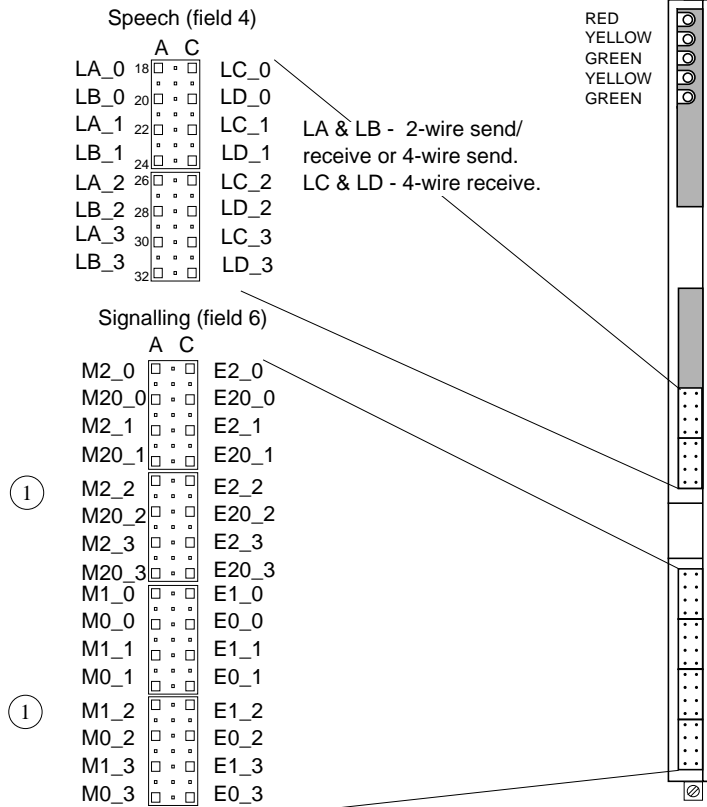 Speech (field 4)
A C
LA_0 18 LC_0
LB_0 20 LD_0
LA_1 22 LC_1
LB_1 24 LD_1
LA_2 26 LC_2
LB_2 28 LD_2
LA_3 30 LC_3
LB_3 32 LD_3
LA & LB - 2-wire send/
receive or 4-wire send.
LC & LD - 4-wire receive.
RED
YELLOW
GREEN
YELLOW
GREEN
Signalling (field 6)
A C
M2_0 E2_0
M20_0 E20_0
M2_1 E2_1
M20_1 E20_1
1
M2_2 E2_2
M20_2 E20_2
M2_3 E2_3
M20_3 E20_3
M1_0 E1_0
M0_0 E0_0
M1_1 E1_1
M0_1 E0_1
1
M1_2 E1_2
M0_2 E0_2
M1_3 E1_3
M0_3 E0_3